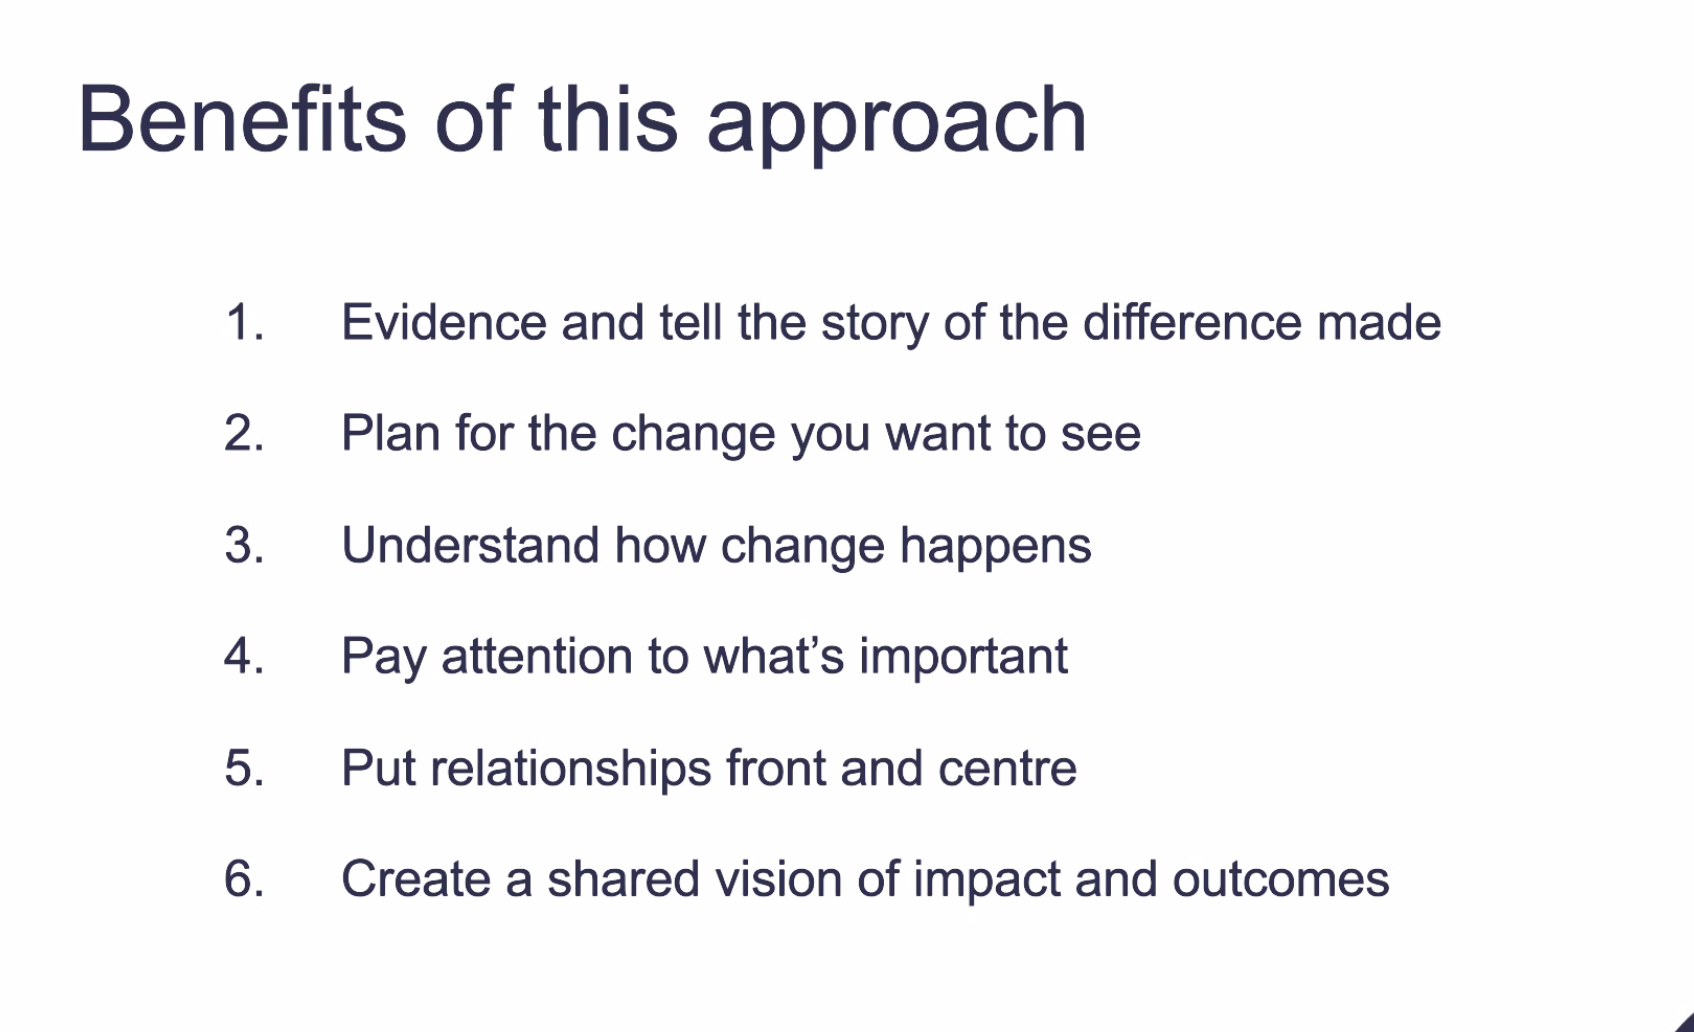 Benefits of this approach
1. Evidence and tell the story of the difference made
2. Plan for the change you want to see
3. Understand how change happens
4. Pay attention to what’s important
5. Put relationships front and centre
6. Create a shared vision of impact and outcomes